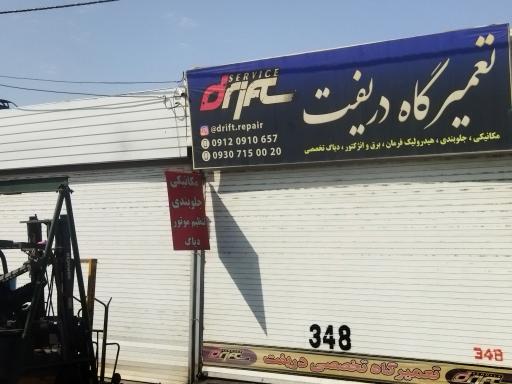 تعمیرگاه دریفت
SERVICE
drift
@drift.repair
0912 0910 657
0930 715 00 20
مکانیکی ، جلوبندی ، هیدرولیک فرمان ، برق و انژکتور ، دیاگ تخصصی
مکانیکی
جلوبندی
تنظیم موتور
دیاگ
348
348
تعمیرگاه تخصصی دریفت